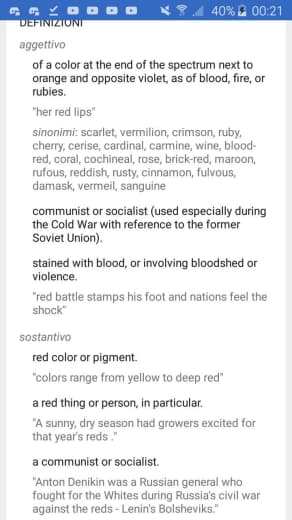 40% 00:21
DEFINIZIONI
aggettivo
of a color at the end of the spectrum next to
orange and opposite violet, as of blood, fire, or
rubies.
"her red lips"
sinonimi: scarlet, vermilion, crimson, ruby,
cherry, cerise, cardinal, carmine, wine, blood-
red, coral, cochineal, rose, brick-red, maroon,
rufous, reddish, rusty, cinnamon, fulvous,
damask, vermeil, sanguine
communist or socialist (used especially during
the Cold War with reference to the former
Soviet Union).
stained with blood, or involving bloodshed or
violence.
"red battle stamps his foot and nations feel the
shock"
sostantivo
red color or pigment.
"colors range from yellow to deep red"
a red thing or person, in particular.
"A sunny, dry season had growers excited for
that year's reds ."
a communist or socialist.
"Anton Denikin was a Russian general who
fought for the Whites during Russia's civil war
against the reds - Lenin's Bolsheviks."